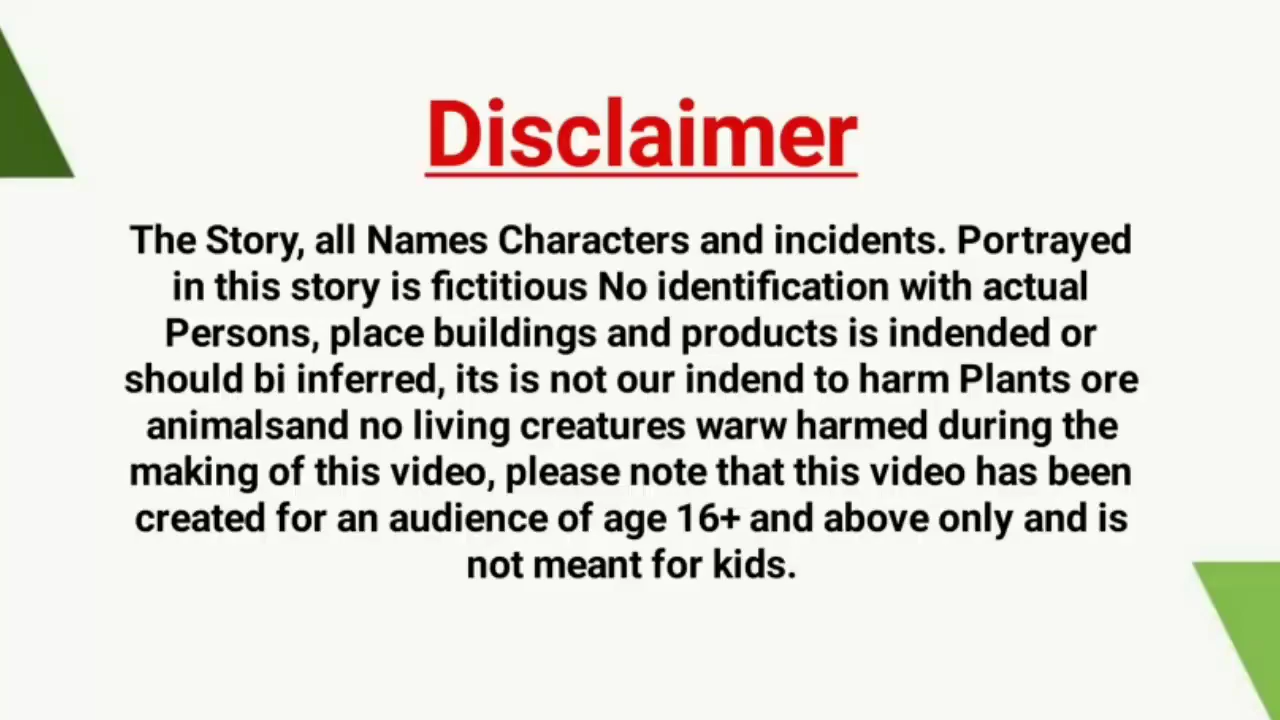 Disclaimer
The Story, all Names Characters and incidents. Portrayed
in this story is fictitious No identification with actual
Persons, place buildings and products is indended or
should bi inferred, its is not our indend to harm Plants ore
animalsand no living creatures warw harmed during the
making of this video, please note that this video has been
created for an audience of age 16+ and above only and is
not meant for kids.